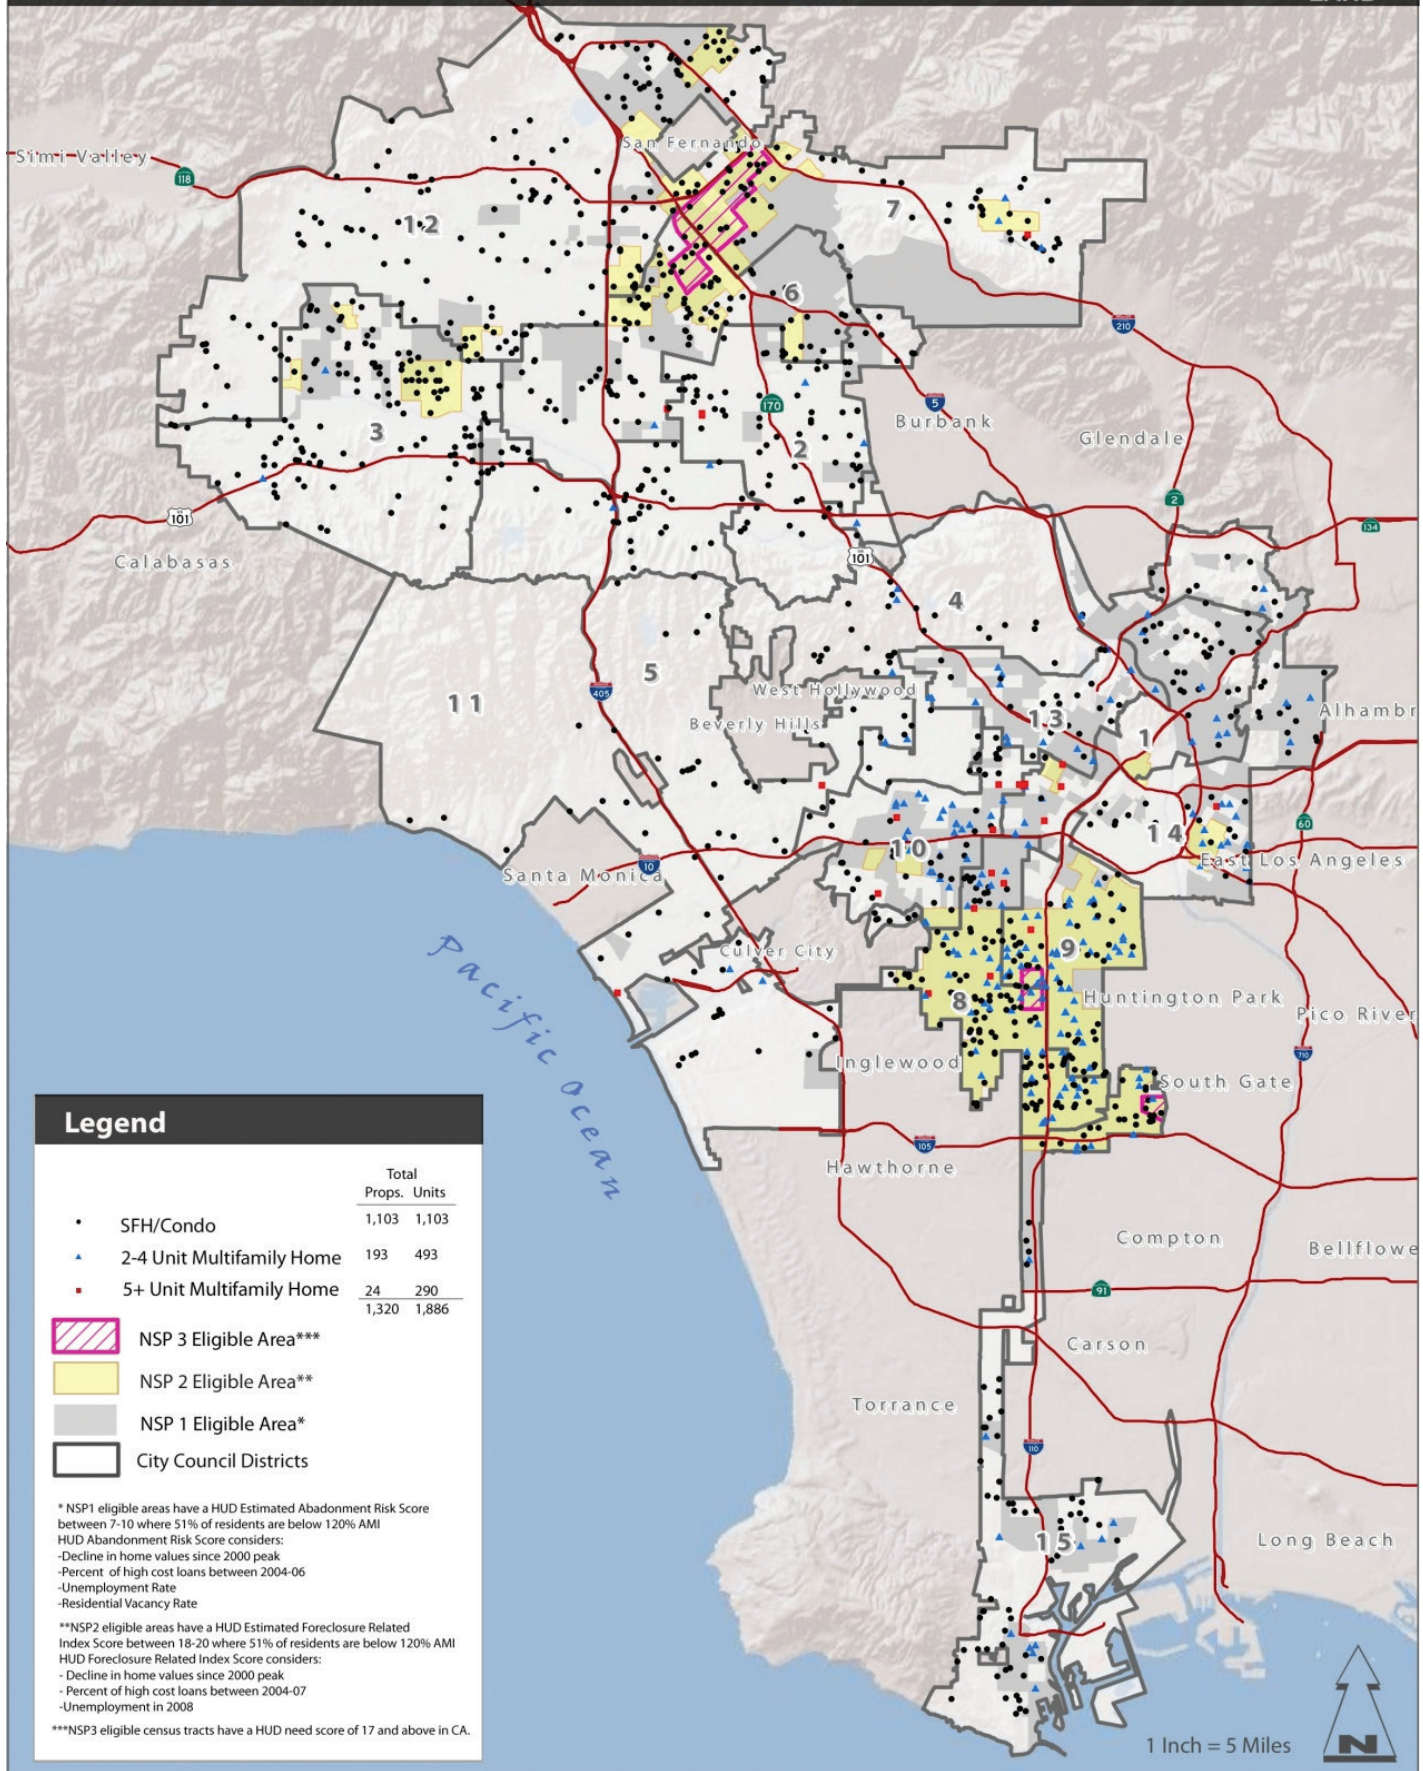 San Fernando
Simi Valley
118
7
12
6
210
5
170
Burbank
Glendale
3
2
2
101
134
Calabasas
101
4
5
11
405
West Hollywood
Beverly Hills
13
Alhambr
1
14
60
10
East Los Angeles
10
Santa Monica
9
Culver City
Pacific Ocean
8
Huntington Park
Pico River
710
Inglewood
South Gate
105
Hawthorne
Compton
Bellflowe
91
Carson
Torrance
110
15
Long Beach
1 Inch = 5 Miles
N
Legend
Total
Props. Units
SFH/Condo 1,103 1,103
2-4 Unit Multifamily Home 193 493
5+ Unit Multifamily Home 24 290
1,320 1,886
NSP 3 Eligible Area***
NSP 2 Eligible Area**
NSP 1 Eligible Area*
City Council Districts
* NSP1 eligible areas have a HUD Estimated Abadonment Risk Score
between 7-10 where 51% of residents are below 120% AMI
HUD Abandonment Risk Score considers:
-Decline in home values since 2000 peak
-Percent of high cost loans between 2004-06
-Unemployment Rate
-Residential Vacancy Rate
**NSP2 eligible areas have a HUD Estimated Foreclosure Related
Index Score between 18-20 where 51% of residents are below 120% AMI
HUD Foreclosure Related Index Score considers:
- Decline in home values since 2000 peak
- Percent of high cost loans between 2004-07
-Unemployment in 2008
***NSP3 eligible census tracts have a HUD need score of 17 and above in CA.